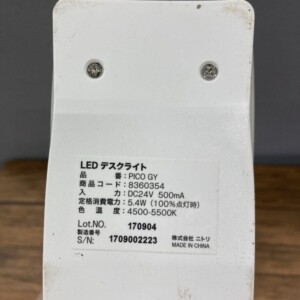 LED デスクライト
品 番：PICO GY
商品コード：8360354
入 力：DC24V 500mA
定格消費電力：5.4W（100%点灯時）
色 温 度：4500-5500K
Lot.NO. 170904
製造番号
S/N: 1709002223
株式会社 ニトリ
MADE IN CHINA